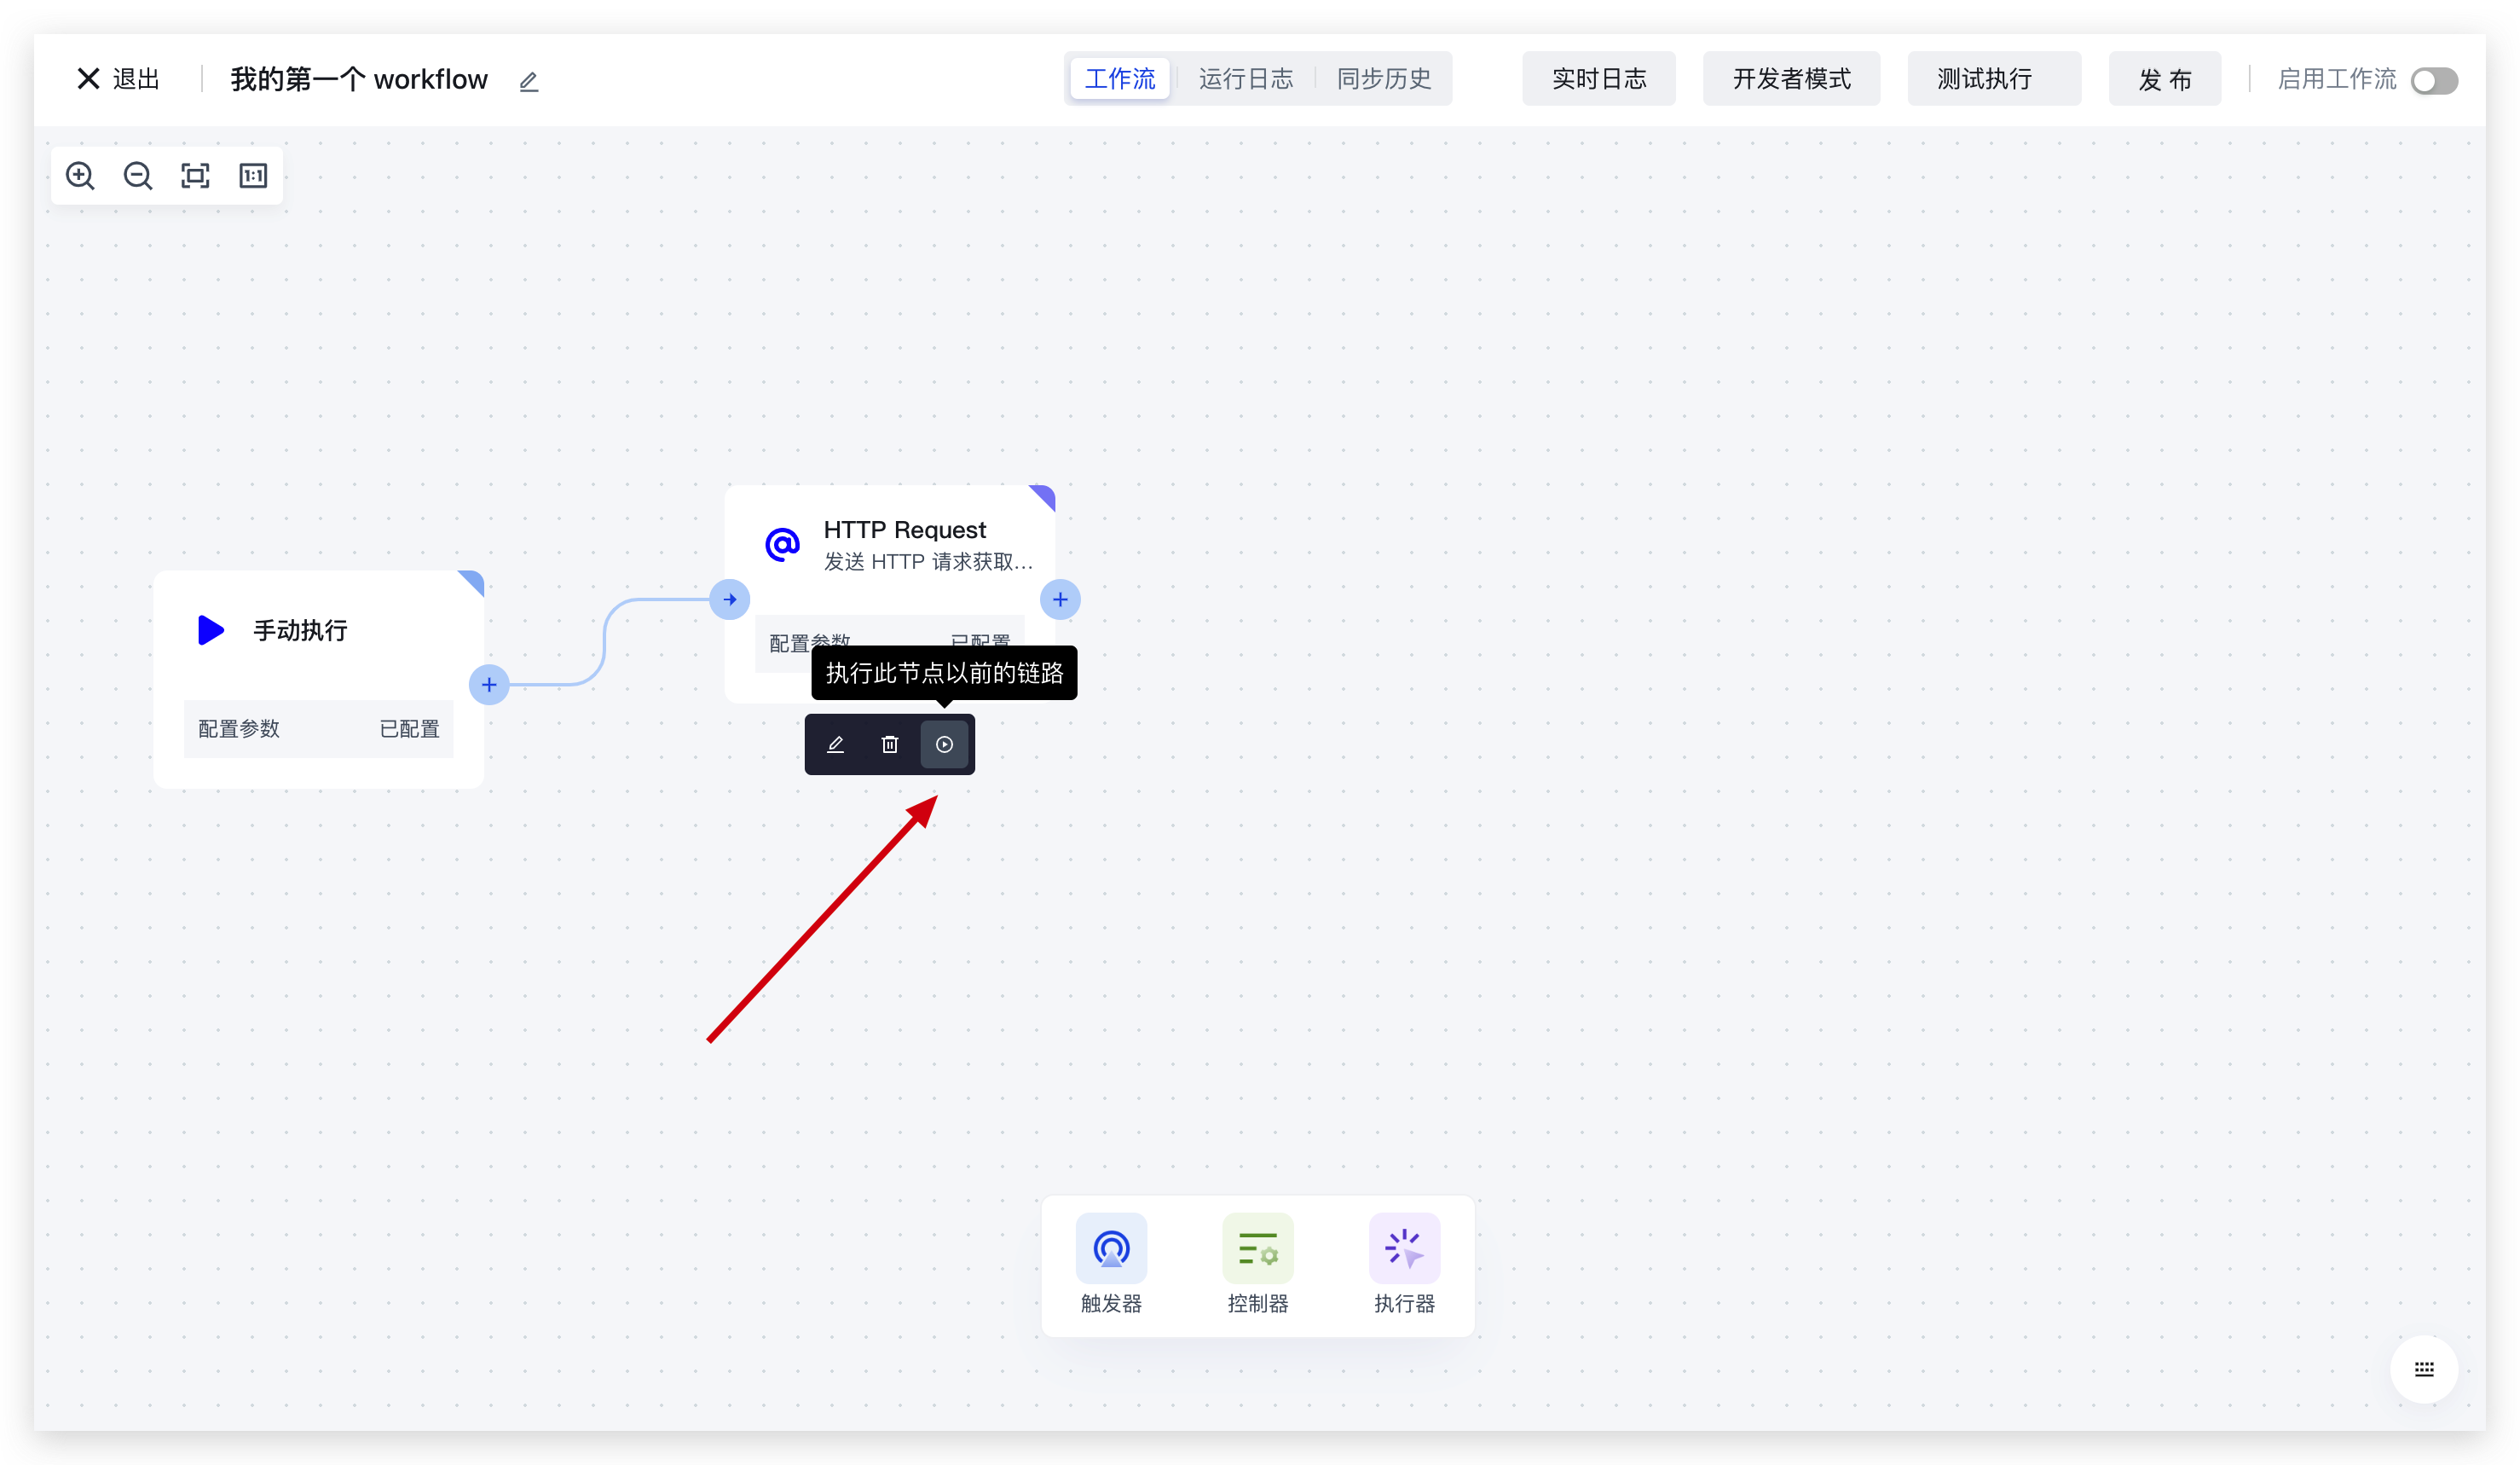 退出
我的第一个 workflow
工作流
运行日志
同步历史
实时日志
开发者模式
测试执行
发 布
启用工作流
1:1
HTTP Request
发送 HTTP 请求获取...
配置参数 已配置
执行此节点以前的链路
手动执行
配置参数 已配置
触发器
控制器
执行器